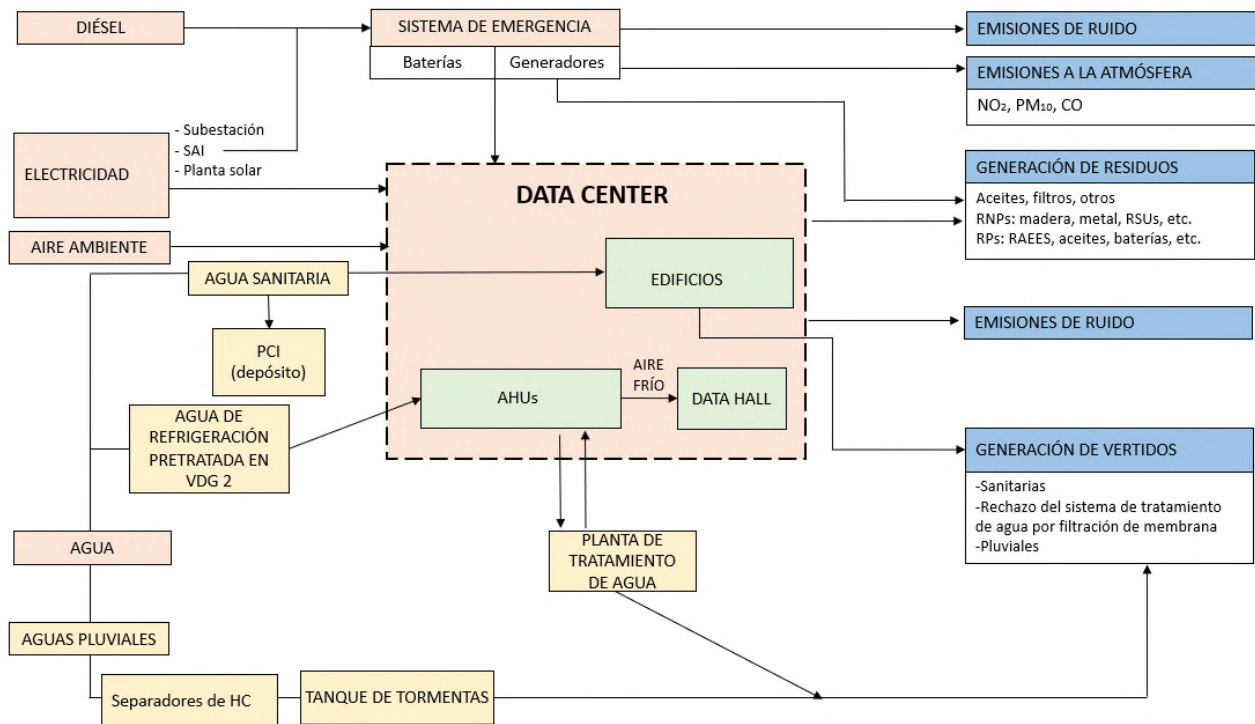 DIÉSEL
SISTEMA DE EMERGENCIA
Baterías
Generadores
EMISIONES DE RUIDO
EMISIONES A LA ATMÓSFERA
NO₂, PM₁₀, CO
ELECTRICIDAD
- Subestación
- SAI
- Planta solar
GENERACIÓN DE RESIDUOS
Aceites, filtros, otros
RNPs: madera, metal, RSUs, etc.
RPs: RAEES, aceites, baterías, etc.
DATA CENTER
AIRE AMBIENTE
AGUA SANITARIA
EDIFICIOS
EMISIONES DE RUIDO
PCI
(depósito)
AHUs
AIRE
FRÍO
DATA HALL
AGUA DE
REFRIGERACIÓN
PRETRATADA EN
VDG 2
GENERACIÓN DE VERTIDOS
-Sanitarias
-Rechazo del sistema de tratamiento
de agua por filtración de membrana
-Pluviales
AGUA
PLANTA DE
TRATAMIENTO
DE AGUA
AGUAS PLUVIALES
Separadores de HC
TANQUE DE TORMENTAS